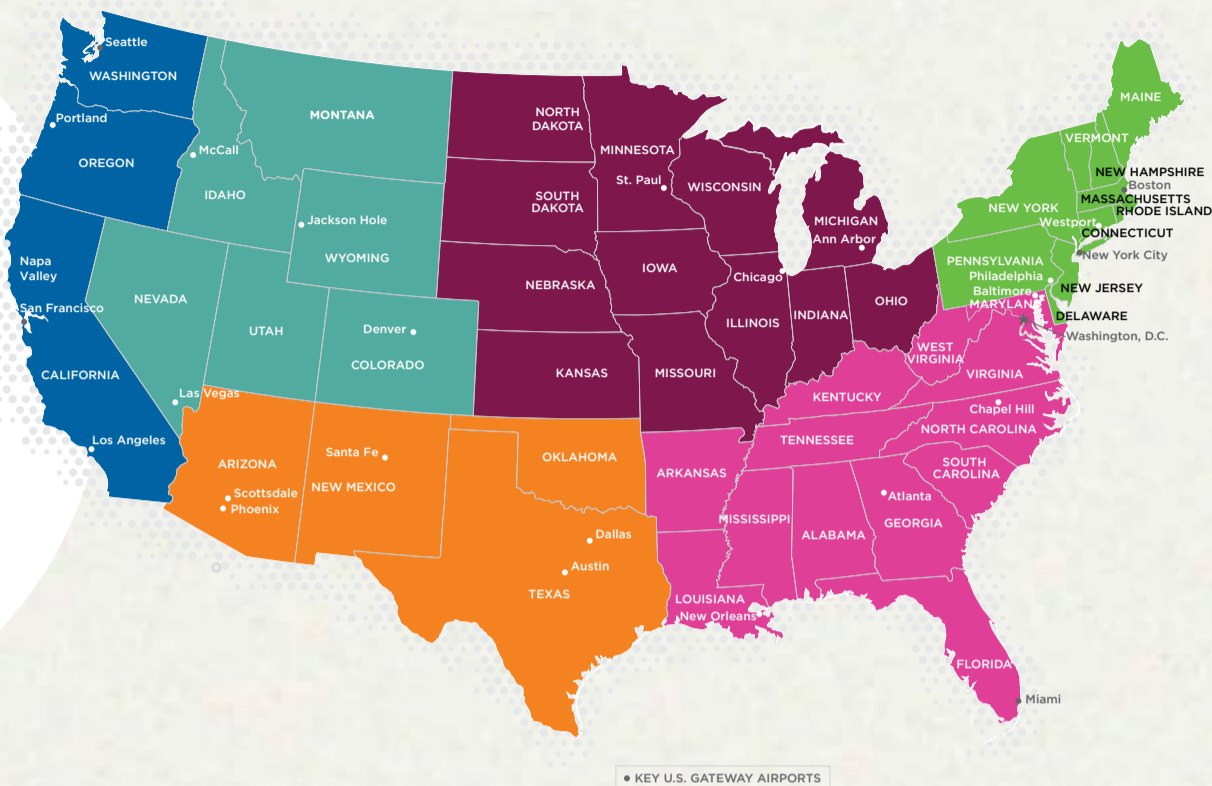 Seattle
WASHINGTON
Portland
OREGON
McCall
IDAHO
MONTANA
Jackson Hole
WYOMING
Napa
Valley
San Francisco
CALIFORNIA
Los Angeles
NEVADA
Las Vegas
UTAH
Denver
COLORADO
ARIZONA
Scottsdale
Phoenix
Santa Fe
NEW MEXICO
OKLAHOMA
Dallas
Austin
TEXAS
NORTH
DAKOTA
SOUTH
DAKOTA
NEBRASKA
KANSAS
MINNESOTA
St. Paul
IOWA
MISSOURI
WISCONSIN
Chicago
ILLINOIS
MICHIGAN
Ann Arbor
INDIANA
OHIO
ARKANSAS
LOUISIANA
New Orleans
MISSISSIPPI
ALABAMA
TENNESSEE
KENTUCKY
WEST
VIRGINIA
VIRGINIA
Chapel Hill
NORTH CAROLINA
SOUTH
CAROLINA
Atlanta
GEORGIA
FLORIDA
Miami
MAINE
VERMONT
NEW HAMPSHIRE
Boston
MASSACHUSETTS
RHODE ISLAND
NEW YORK
Westport
CONNECTICUT
New York City
PENNSYLVANIA
Philadelphia
Baltimore
NEW JERSEY
MARYLAND
DELAWARE
Washington, D.C.
KEY U.S. GATEWAY AIRPORTS